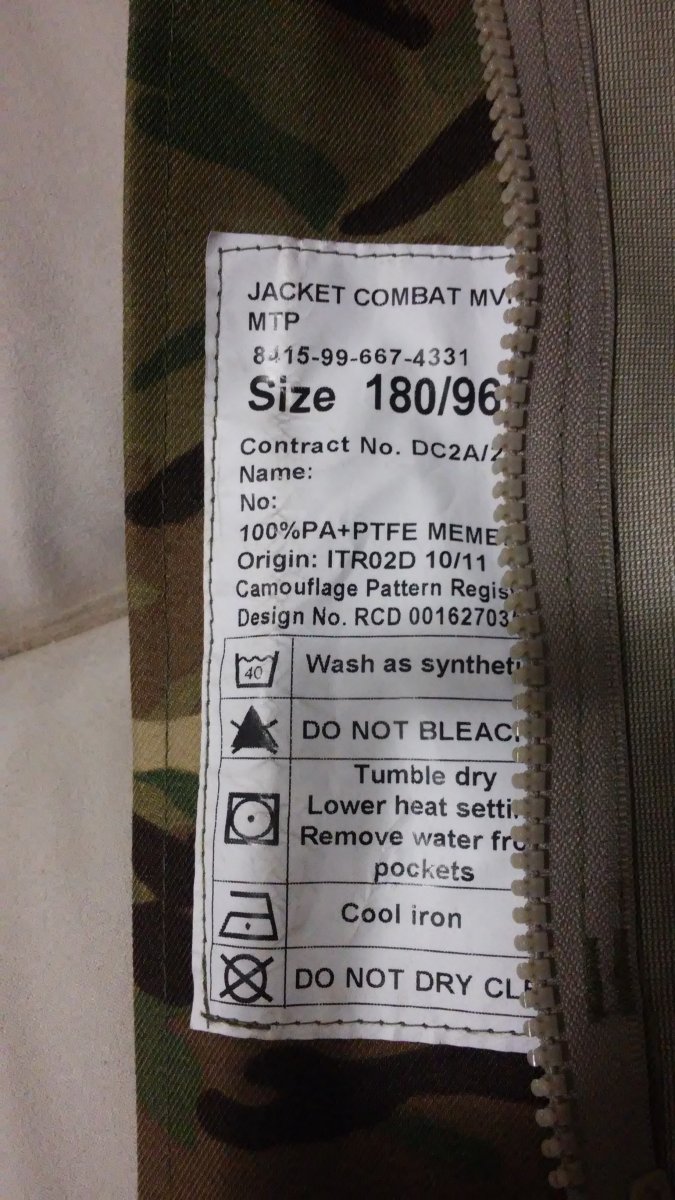 JACKET COMBAT MV
MTP
8415-99-667-4331
Size 180/96
Contract No. DC2A/
Name:
No:
100%PA+PTFE MEME
Origin: ITR02D 10/11
Camouflage Pattern Regis
Design No. RCD 00162703
40
Wash as synthet
DO NOT BLEAC
Tumble dry
Lower heat setti
Remove water fro
pockets
Cool iron
DO NOT DRY CL